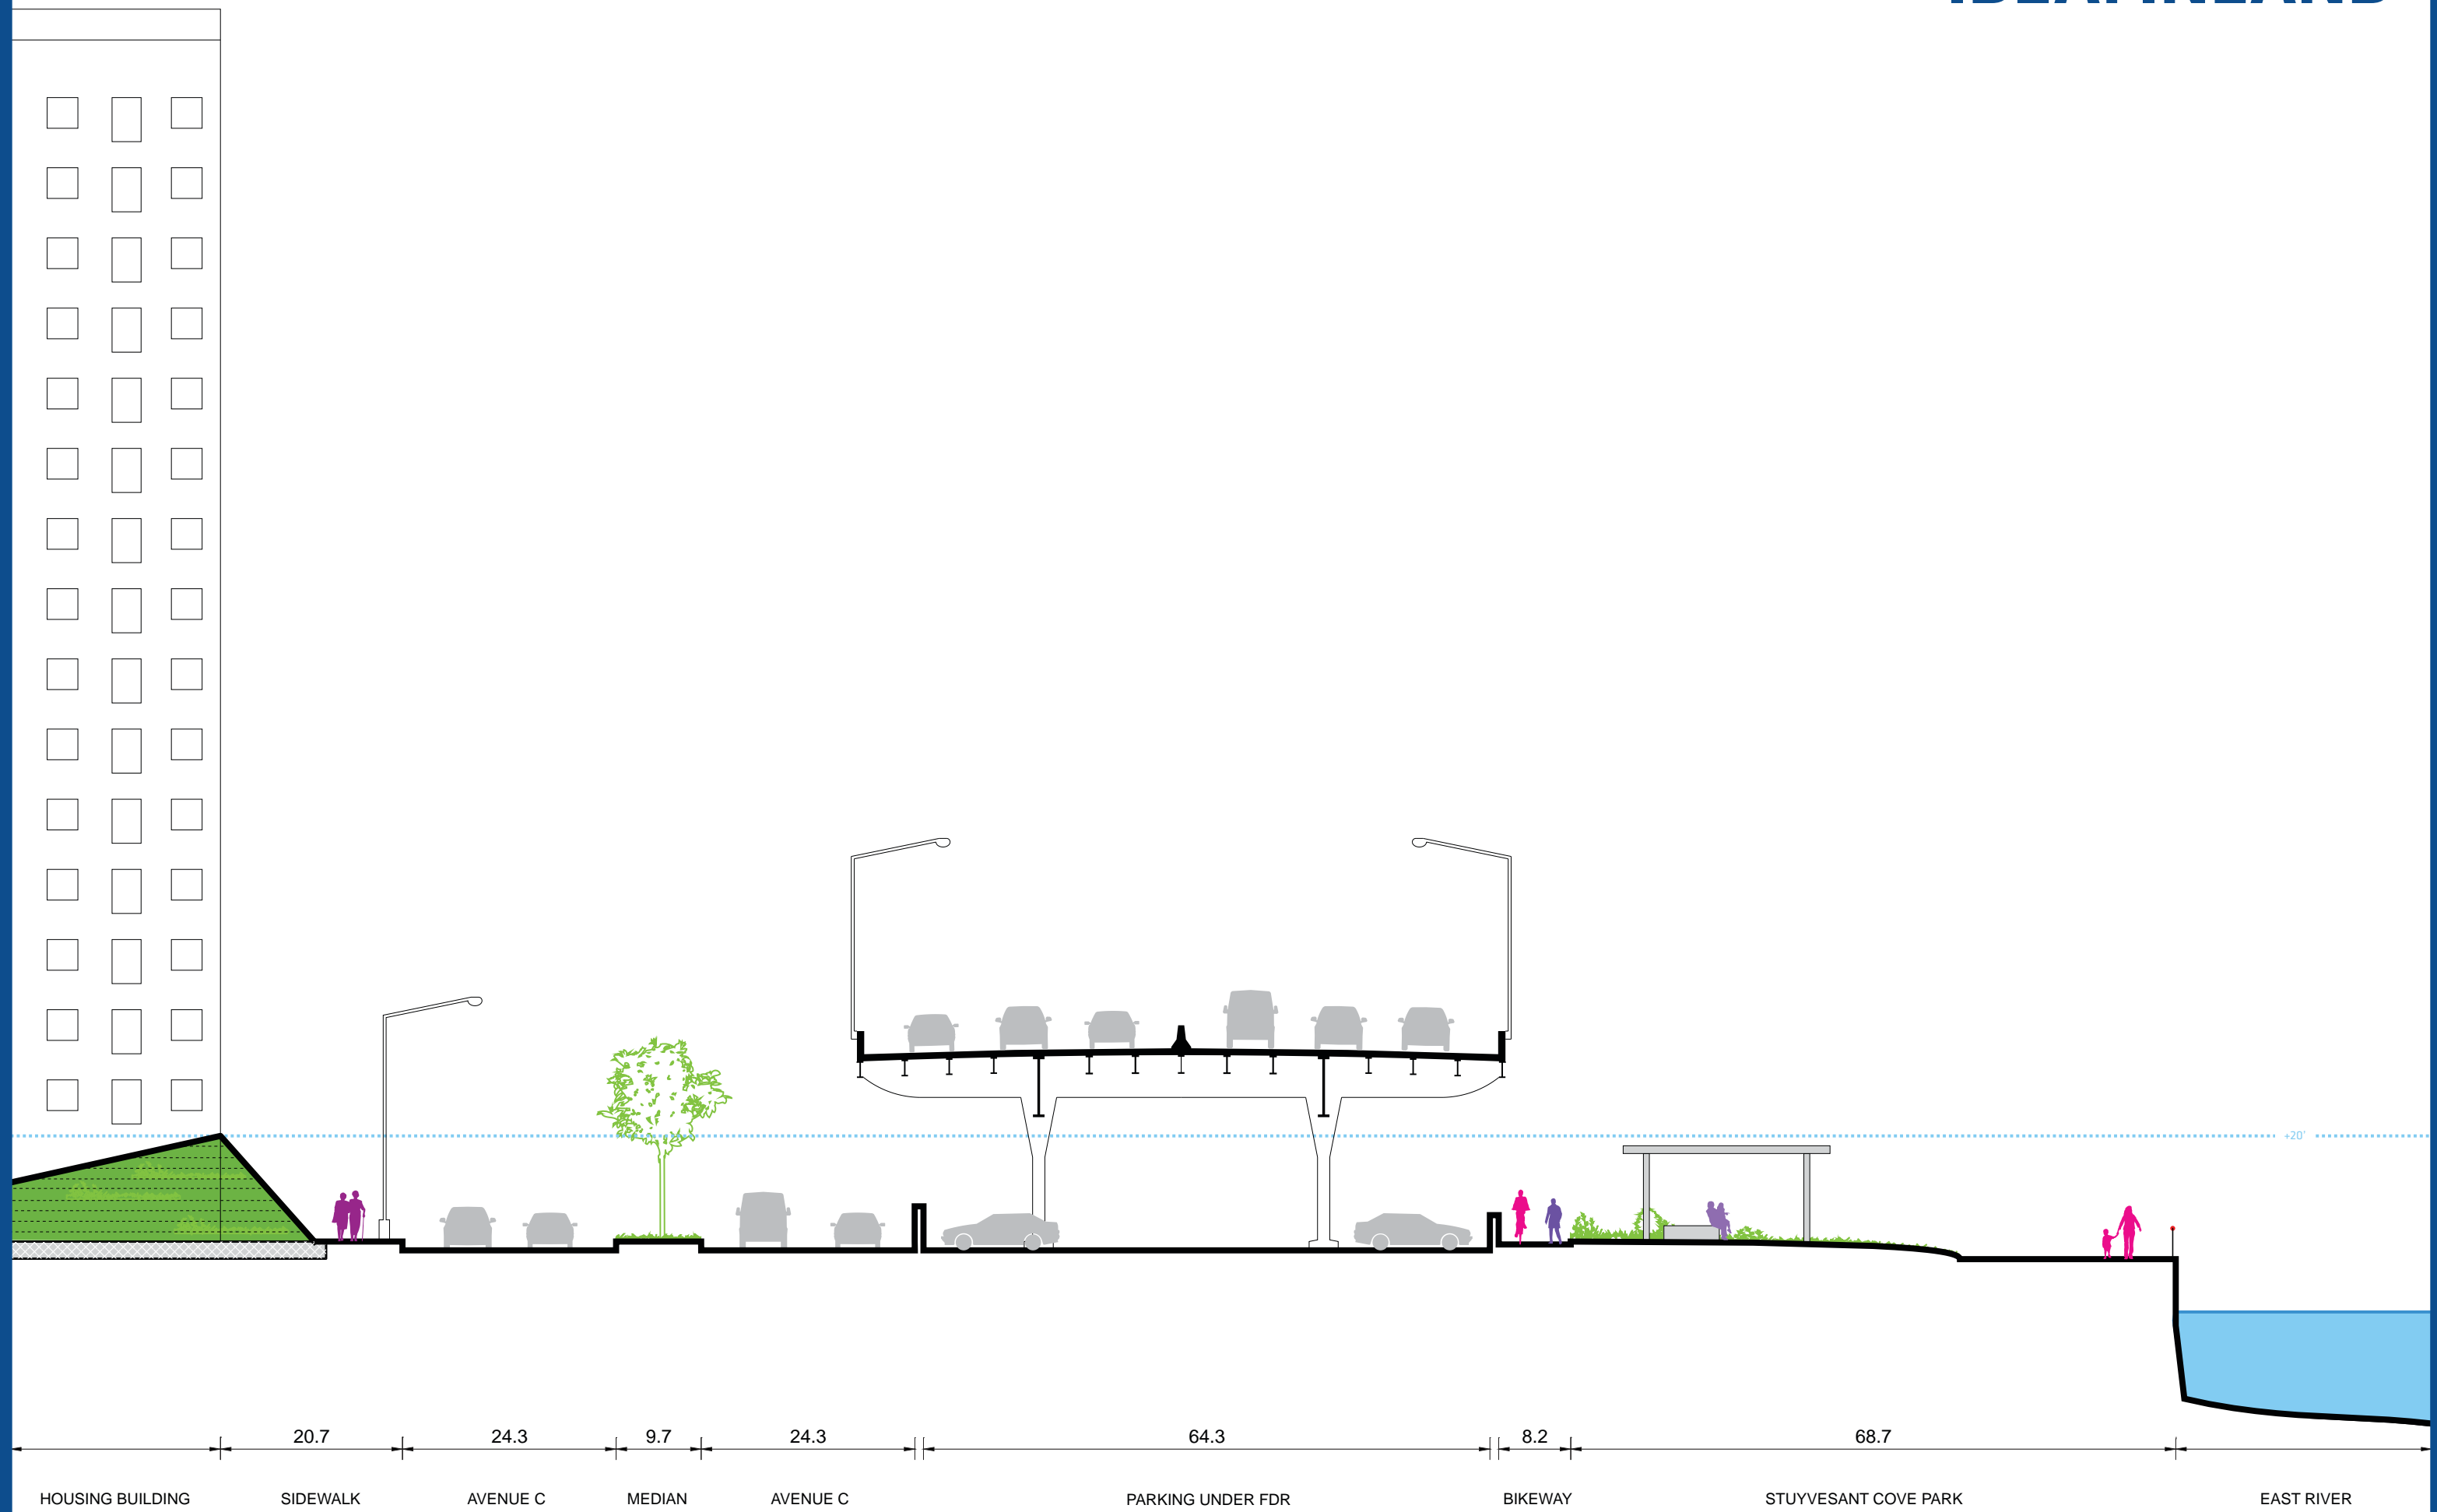 +20'
20.7 24.3 9.7 24.3 64.3 8.2 68.7
HOUSING BUILDING SIDEWALK AVENUE C MEDIAN AVENUE C PARKING UNDER FDR BIKEWAY STUYVESANT COVE PARK EAST RIVER